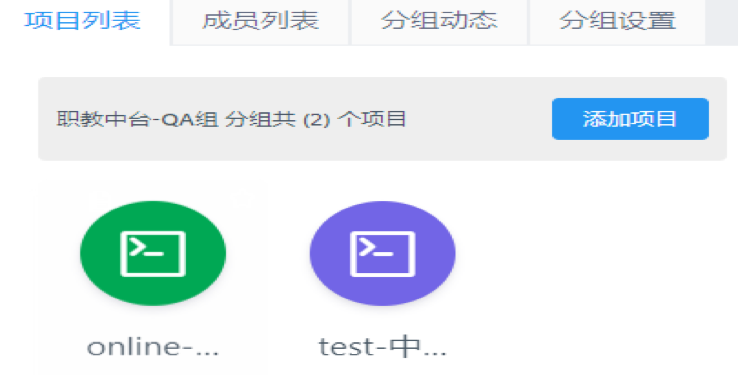 项目列表 成员列表 分组动态 分组设置
职教中台-QA组 分组共 (2) 个项目 添加项目
online-... test-中...